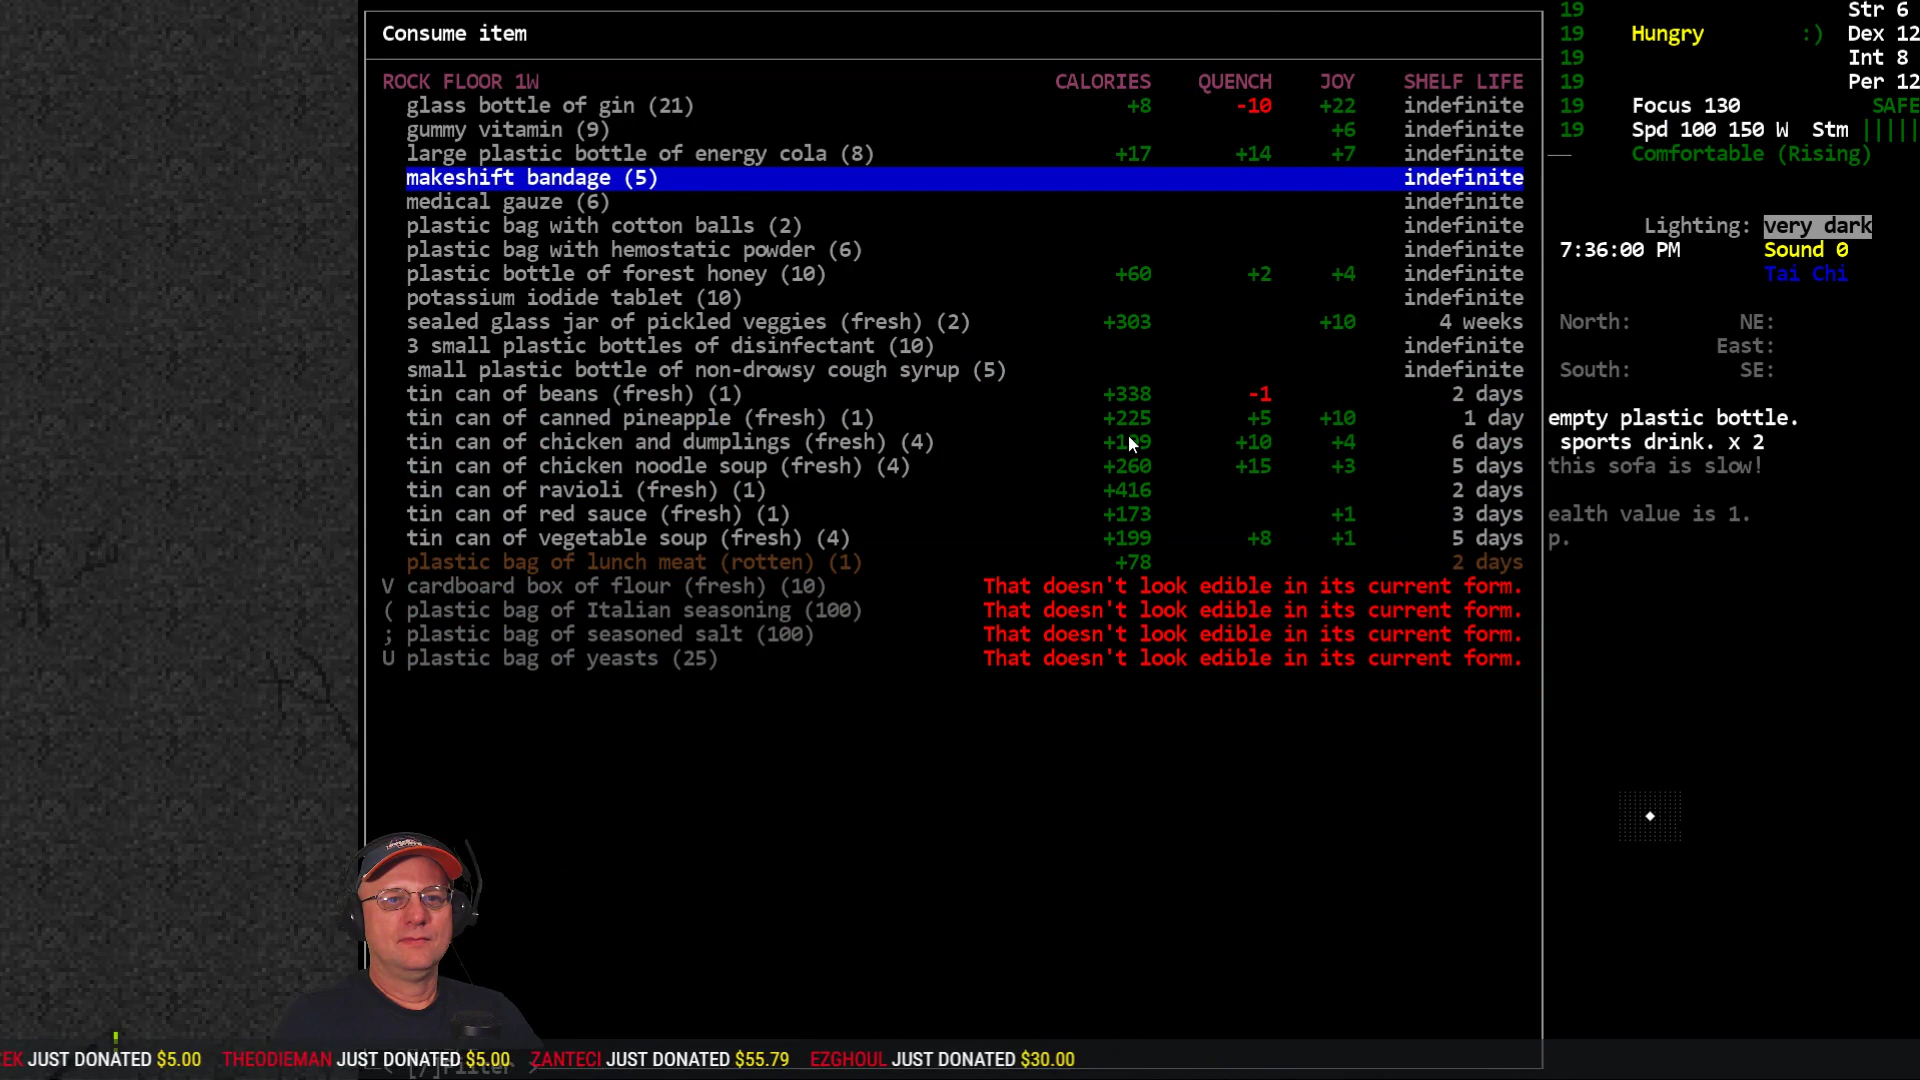 Consume item
ROCK FLOOR 1W CALORIES QUENCH JOY SHELF LIFE
glass bottle of gin (21) +8 -10 +22 indefinite
gummy vitamin (9) +6 indefinite
large plastic bottle of energy cola (8) +17 +14 +7 indefinite
makeshift bandage (5) indefinite
medical gauze (6) indefinite
plastic bag with cotton balls (2) indefinite
plastic bag with hemostatic powder (6) indefinite
plastic bottle of forest honey (10) +60 +2 +4 indefinite
potassium iodide tablet (10) indefinite
sealed glass jar of pickled veggies (fresh) (2) +303 +10 4 weeks
3 small plastic bottles of disinfectant (10) indefinite
small plastic bottle of non-drowsy cough syrup (5) indefinite
tin can of beans (fresh) (1) +338 -1 2 days
tin can of canned pineapple (fresh) (1) +225 +5 +10 1 day
tin can of chicken and dumplings (fresh) (4) +10 +4 6 days
tin can of chicken noodle soup (fresh) (4) +260 +15 +3 5 days
tin can of ravioli (fresh) (1) +416 2 days
tin can of red sauce (fresh) (1) +173 +1 3 days
tin can of vegetable soup (fresh) (4) +199 +8 +1 5 days
plastic bag of lunch meat (rotten) (1) +78 2 days
V cardboard box of flour (fresh) (10) That doesn't look edible in its current form.
( plastic bag of Italian seasoning (100) That doesn't look edible in its current form.
; plastic bag of seasoned salt (100) That doesn't look edible in its current form.
U plastic bag of yeasts (25) That doesn't look edible in its current form.
19 Str 6
19 Hungry :) Dex 12
19 Int 8
19 Per 12
19 Focus 130 SAFE
19 Spd 100 150 W Stm |||||
Comfortable (Rising)
Lighting: very dark
7:36:00 PM Sound 0
Tai Chi
North: NE:
East:
South: SE:
empty plastic bottle.
sports drink. x 2
this sofa is slow!
ealth value is 1.
p.
EK JUST DONATED $5.00 THEODIEMAN JUST DONATED $5.00 ZANTECI JUST DONATED $55.79 EZGHOUL JUST DONATED $30.00